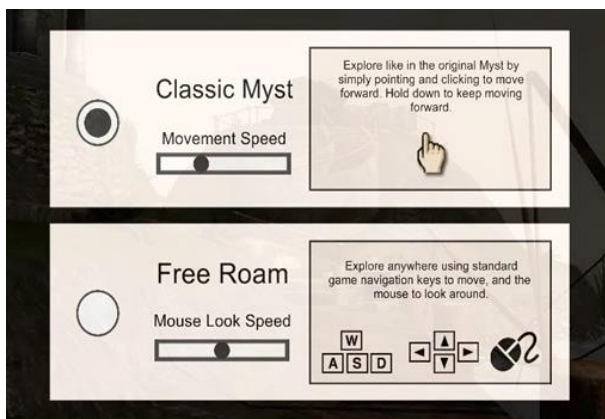 Classic Myst
Movement Speed
Explore like in the original Myst by
simply pointing and clicking to move
forward. Hold down to keep moving
forward.
Free Roam
Mouse Look Speed
Explore anywhere using standard
game navigation keys to move, and the
mouse to look around.
W
A S D